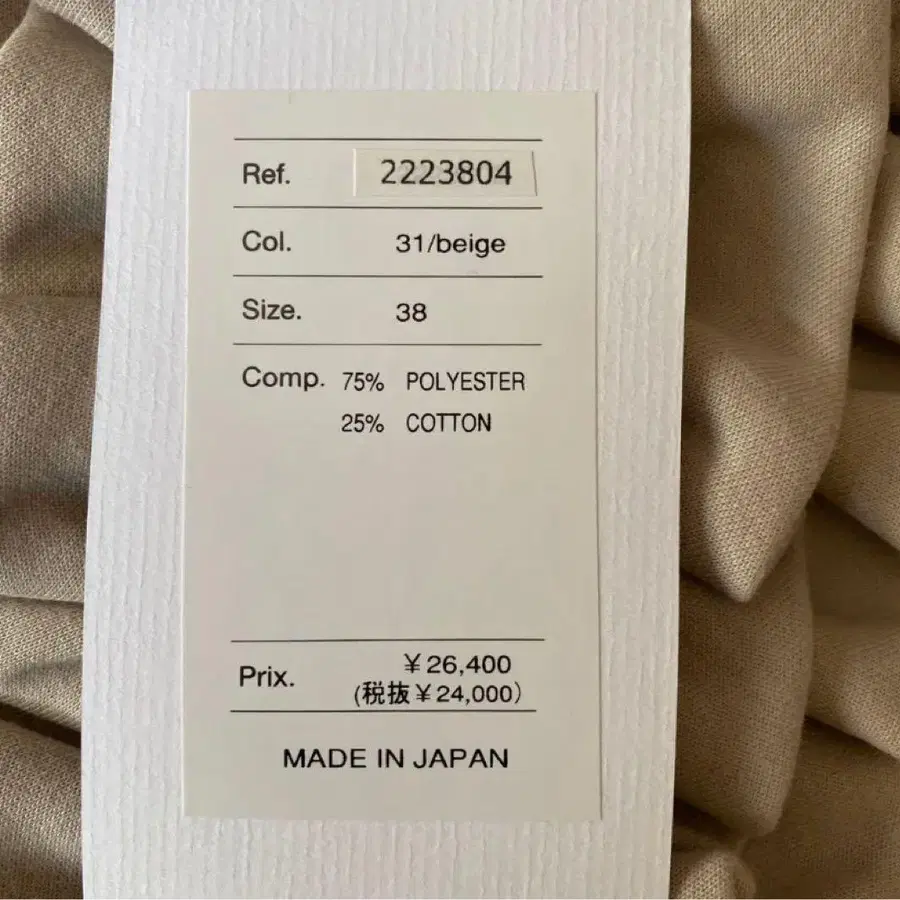 Ref. 2223804
Col. 31/beige
Size. 38
Comp. 75% POLYESTER
25% COTTON
Prix. ¥26,400
(税抜¥24,000)
MADE IN JAPAN